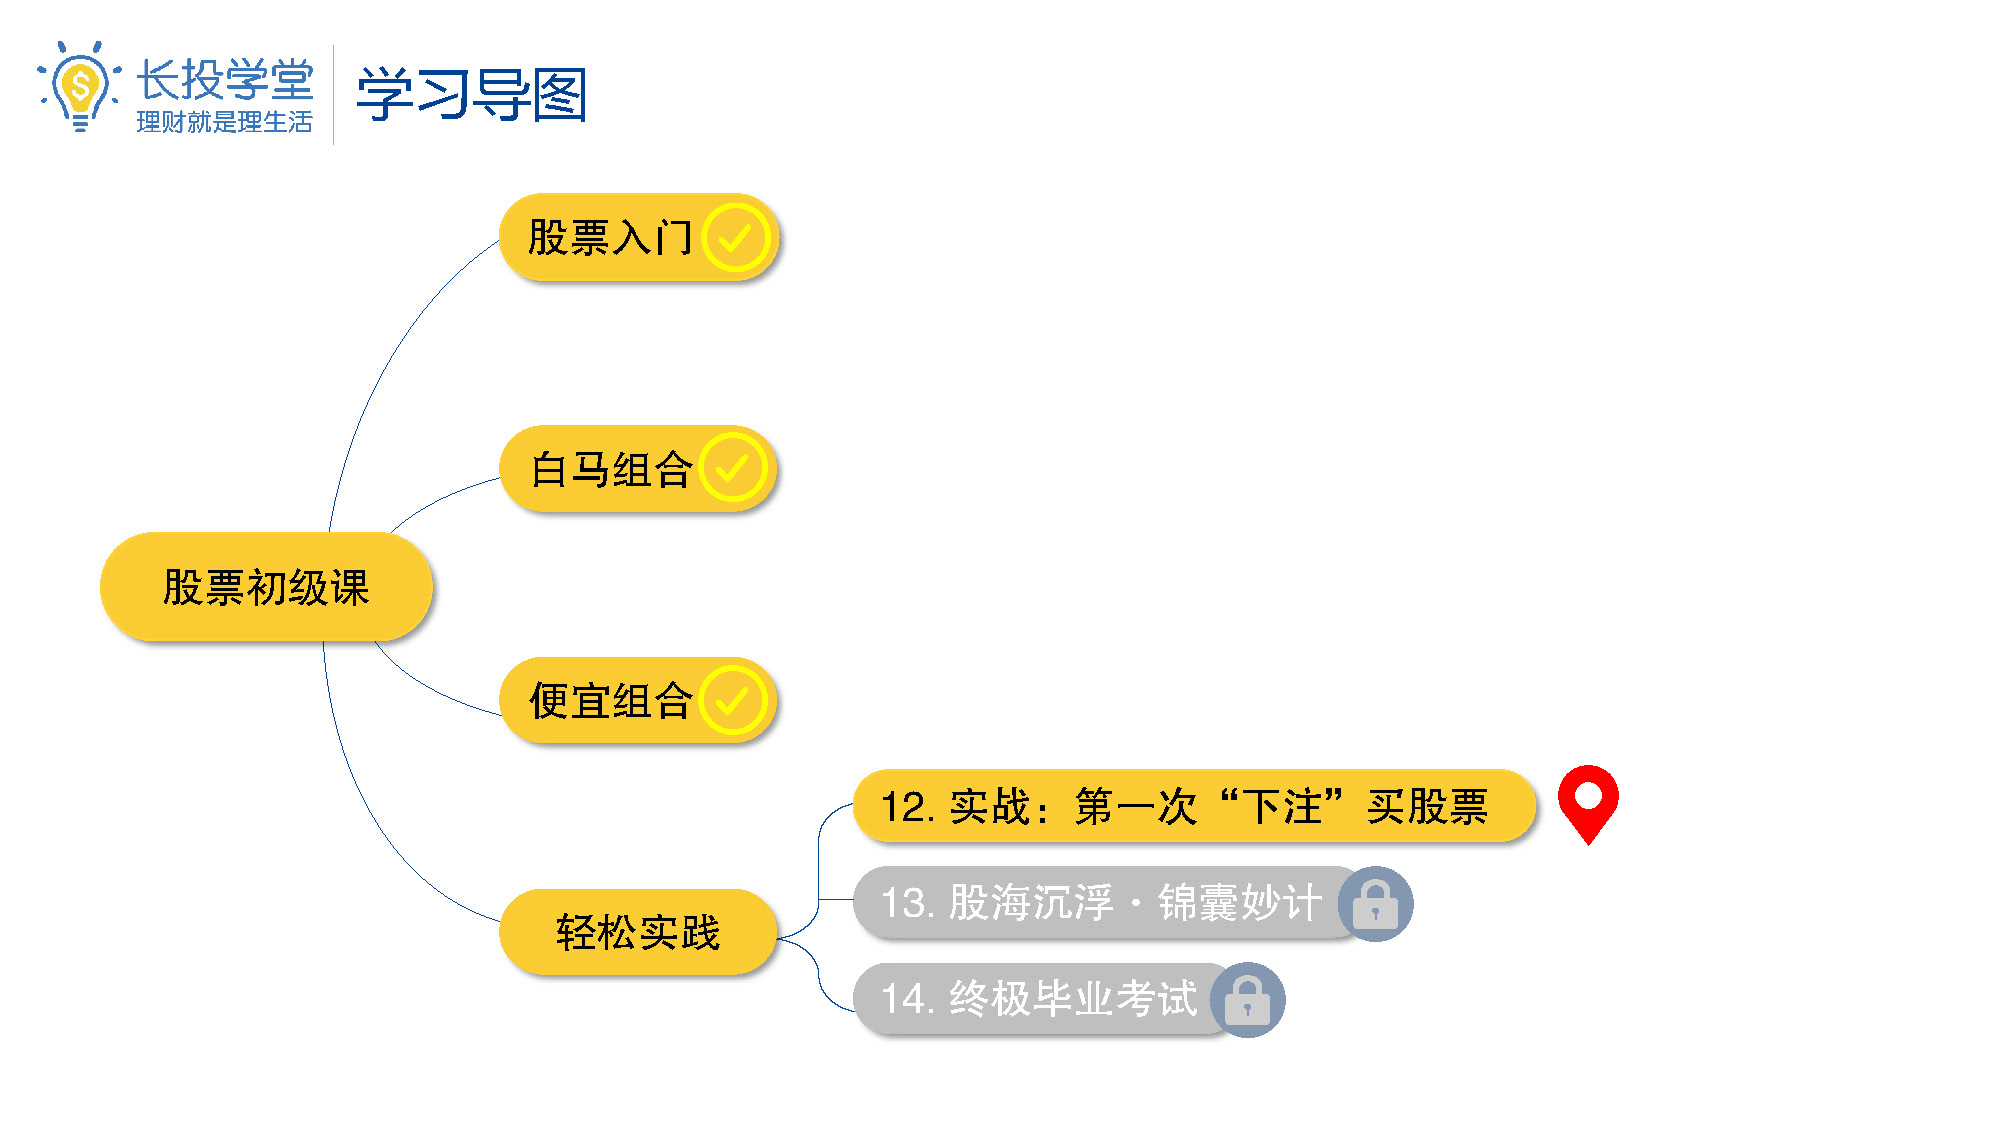 长投学堂
理财就是理生活
学习导图
股票入门
白马组合
股票初级课
便宜组合
轻松实践
12. 实战：第一次“下注”买股票
13. 股海沉浮·锦囊妙计
14. 终极毕业考试